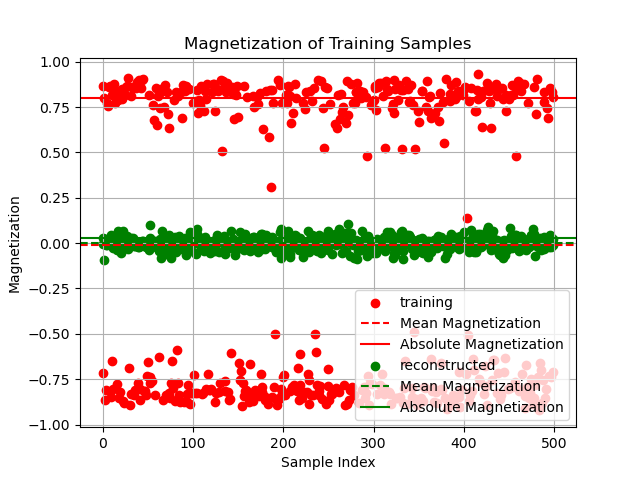 Magnetization of Training Samples
Magnetization
1.00
0.75
0.50
0.25
0.00
−0.25
−0.50
−0.75
−1.00
training
Mean Magnetization
Absolute Magnetization
reconstructed
Mean Magnetization
Absolute Magnetization
0 100 200 300 400 500
Sample Index